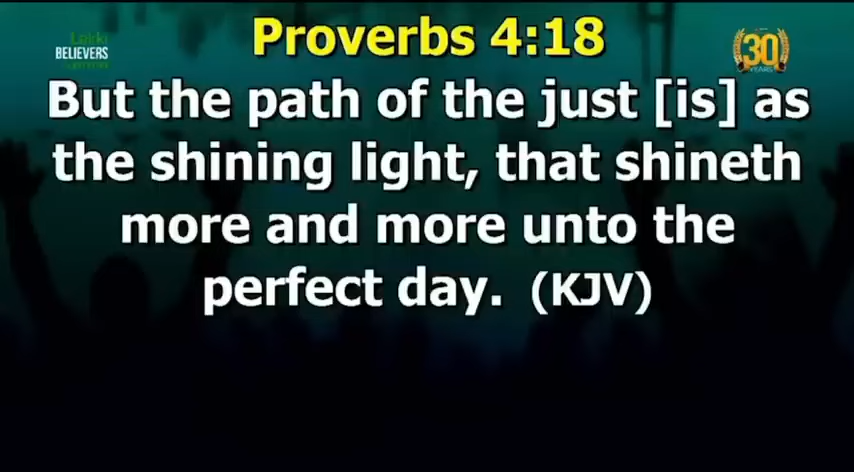 Proverbs 4:18
BELIEVERS
30
YEARS
But the path of the just [is] as
the shining light, that shineth
more and more unto the
perfect day. (KJV)